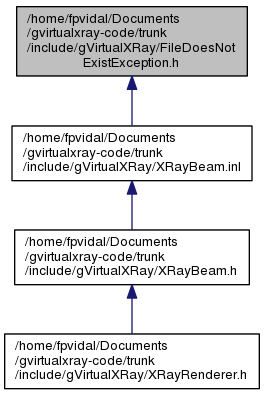 /home/fpvidal/Documents
/gvirtualxray-code/trunk
/include/gVirtualXRay/FileDoesNot
ExistException.h
/home/fpvidal/Documents
/gvirtualxray-code/trunk
/include/gVirtualXRay/XRayBeam.inl
/home/fpvidal/Documents
/gvirtualxray-code/trunk
/include/gVirtualXRay/XRayBeam.h
/home/fpvidal/Documents
/gvirtualxray-code/trunk
/include/gVirtualXRay/XRayRenderer.h